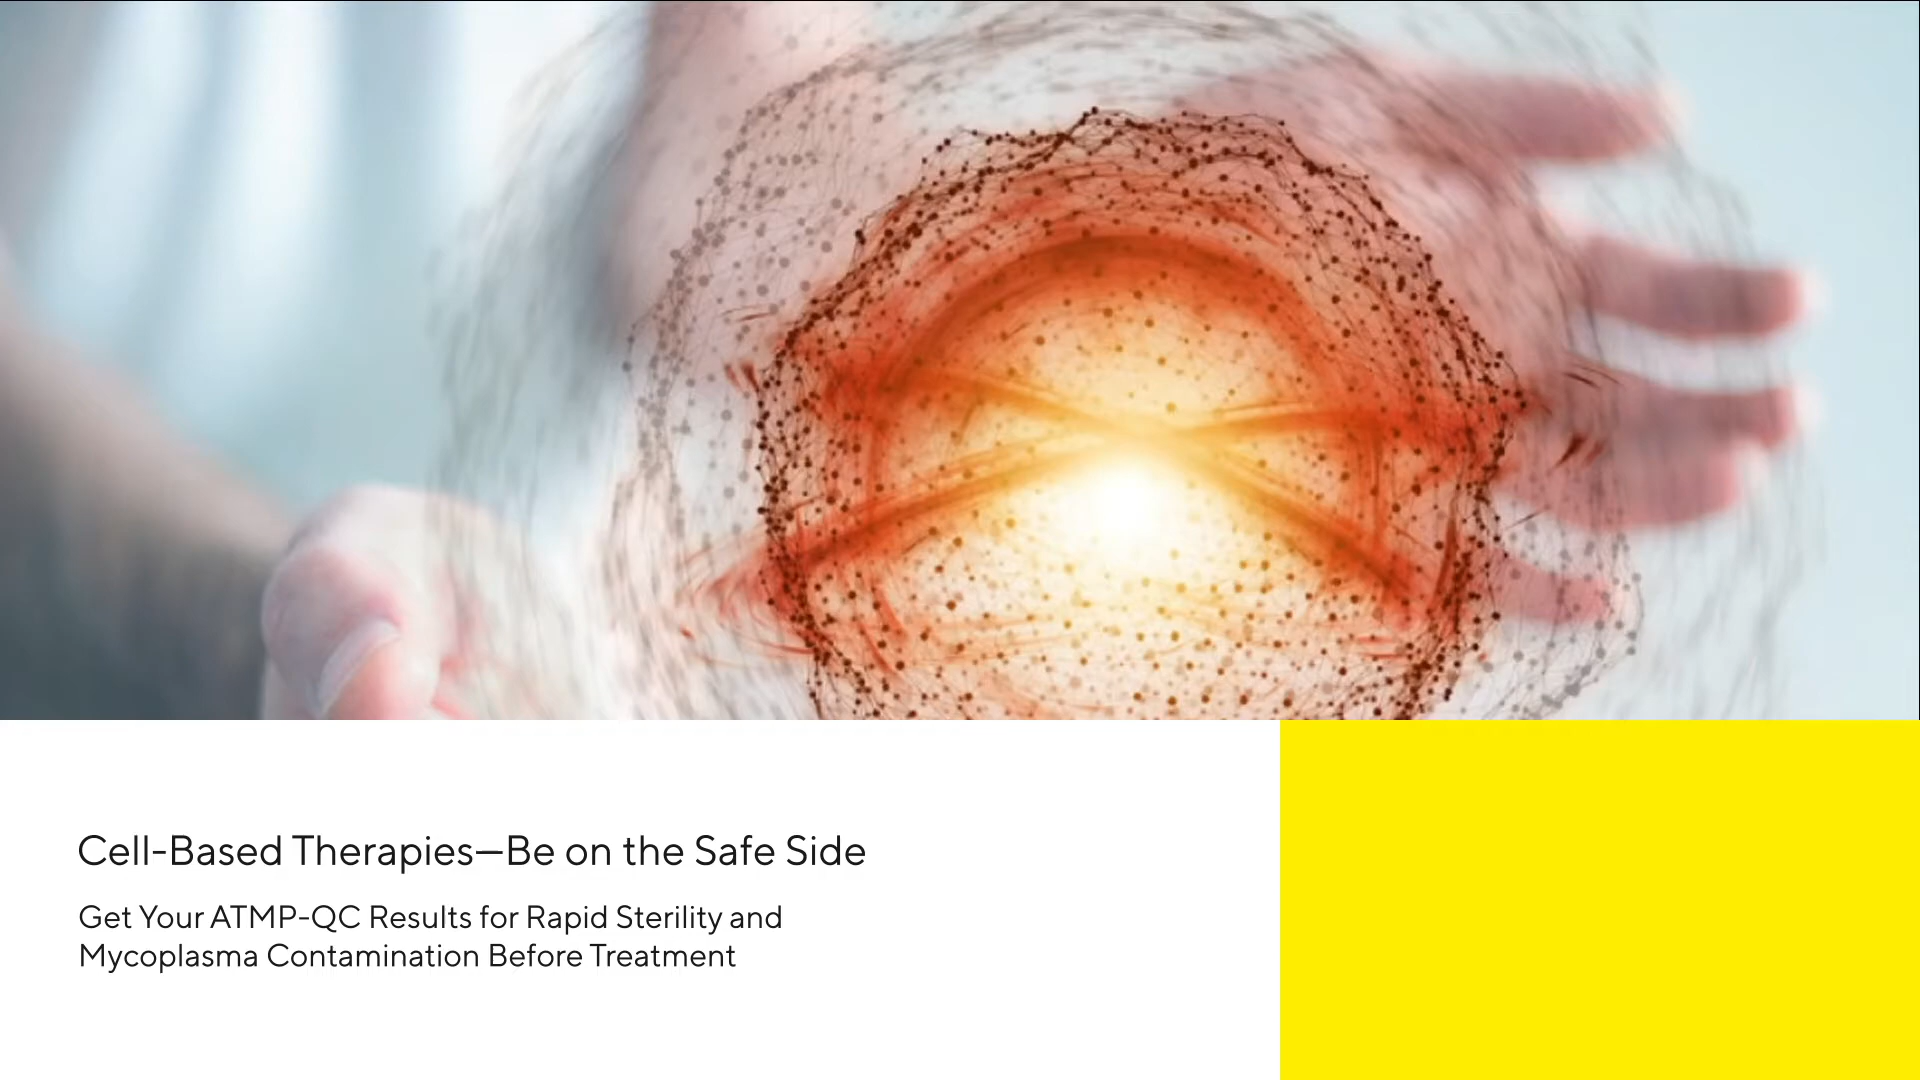 Cell-Based Therapies—Be on the Safe Side
Get Your ATMP-QC Results for Rapid Sterility and
Mycoplasma Contamination Before Treatment